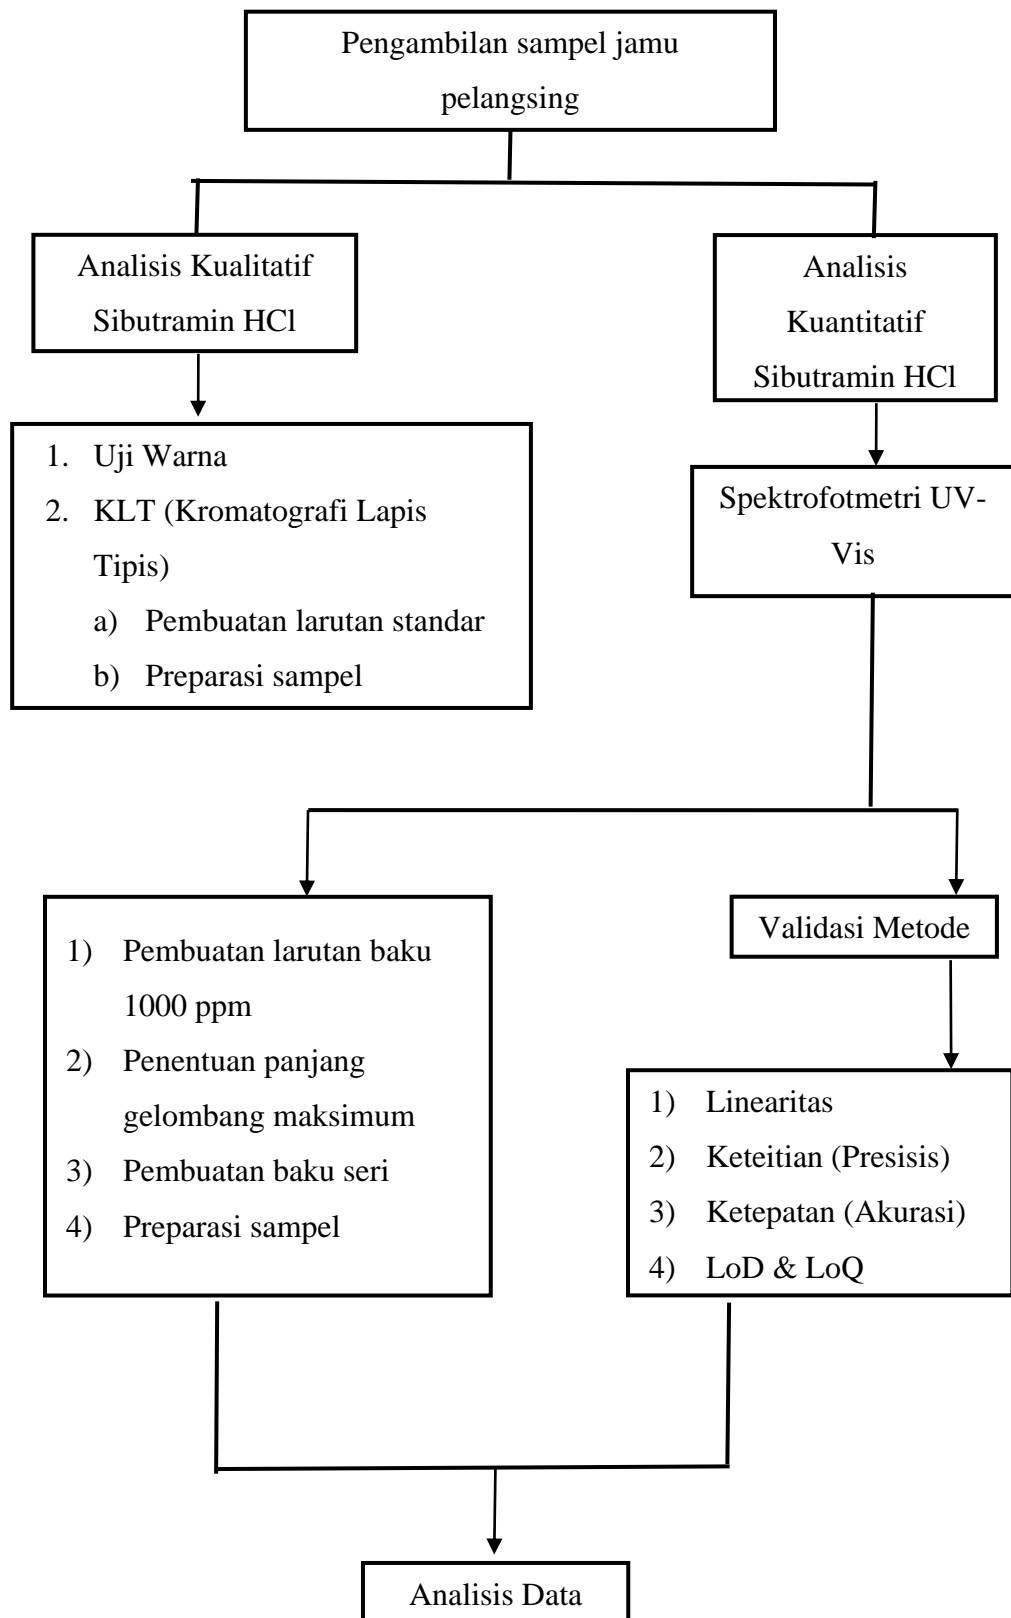 Pengambilan sampel jamu
pelangsing
Analisis Kualitatif
Sibutramin HCl
Analisis
Kuantitatif
Sibutramin HCl
1. Uji Warna
2. KLT (Kromatografi Lapis
Tipis)
a) Pembuatan larutan standar
b) Preparasi sampel
Spektrofotmetri UV-
Vis
1) Pembuatan larutan baku
1000 ppm
2) Penentuan panjang
gelombang maksimum
3) Pembuatan baku seri
4) Preparasi sampel
Validasi Metode
1) Linearitas
2) Keteitian (Presisis)
3) Ketepatan (Akurasi)
4) LoD & LoQ
Analisis Data